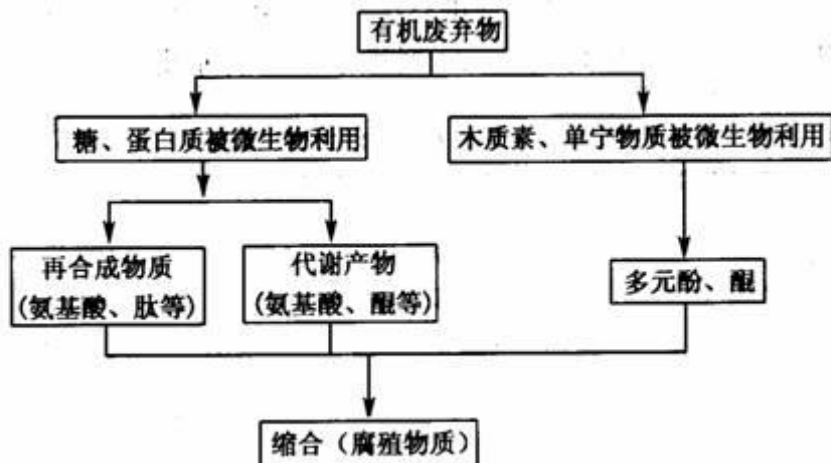 有机废弃物
糖、蛋白质被微生物利用
木质素、单宁物质被微生物利用
再合成物质
(氨基酸、肽等)
代谢产物
(氨基酸、醌等)
多元酚、醌
缩合（腐殖物质）